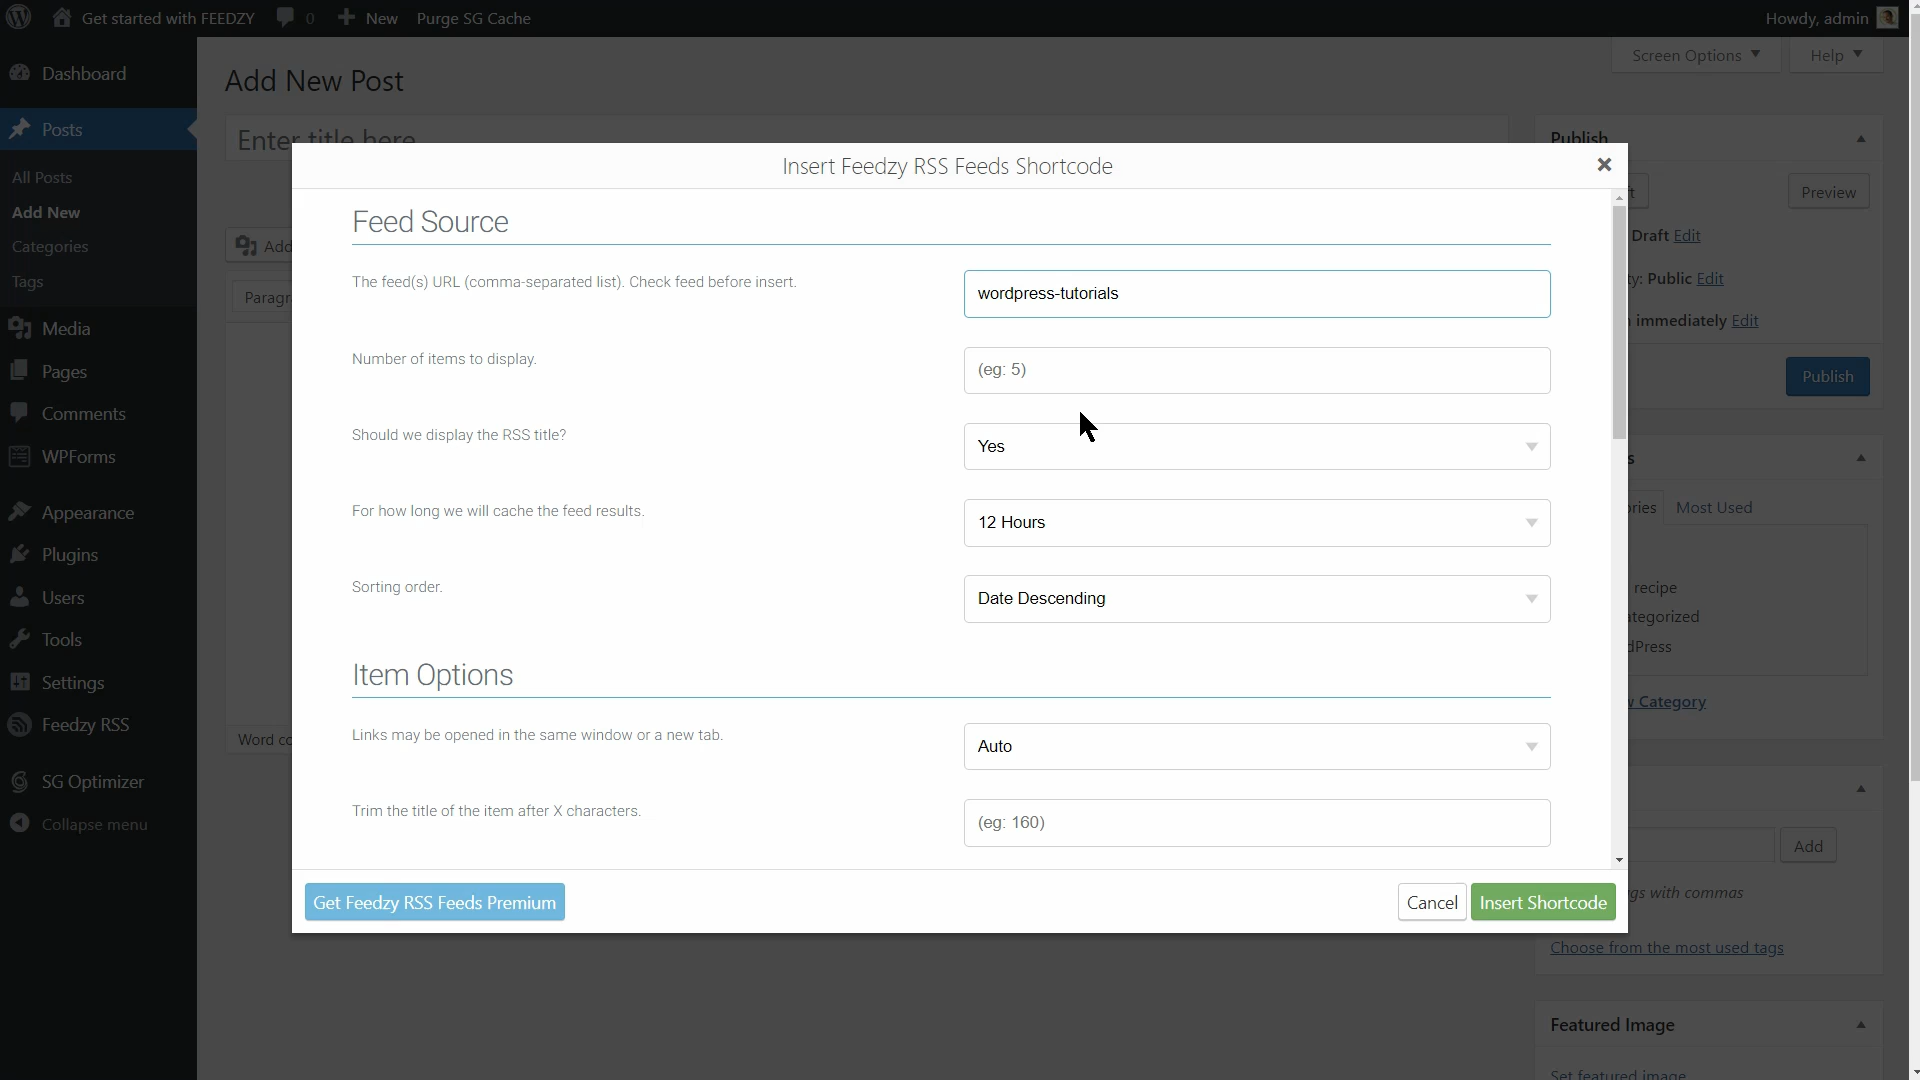 Get started with FEEDZY 0 New Purge SG Cache Howdy, admin
Dashboard
Posts
All Posts
Add New
Categories
Tags
Media
Pages
Comments
WPForms
Appearance
Plugins
Users
Tools
Settings
Feedzy RSS
SG Optimizer
Collapse menu
Screen Options Help
Add New Post
Enter title here
Add
Word
Insert Feedzy RSS Feeds Shortcode
Feed Source
The feed(s) URL (comma-separated list). Check feed before insert.
wordpress-tutorials
Number of items to display.
(eg: 5)
Should we display the RSS title?
Yes
For how long we will cache the feed results.
12 Hours
Sorting order.
Date Descending
Item Options
Links may be opened in the same window or a new tab.
Auto
Trim the title of the item after X characters.
(eg: 160)
Get Feedzy RSS Feeds Premium
Cancel
Insert Shortcode
Publish
Preview
Draft Edit
Public Edit
immediately Edit
Publish
Most Used
recipe
Category
Add
with commas
Choose from the most used tags
Featured Image
Set featured image